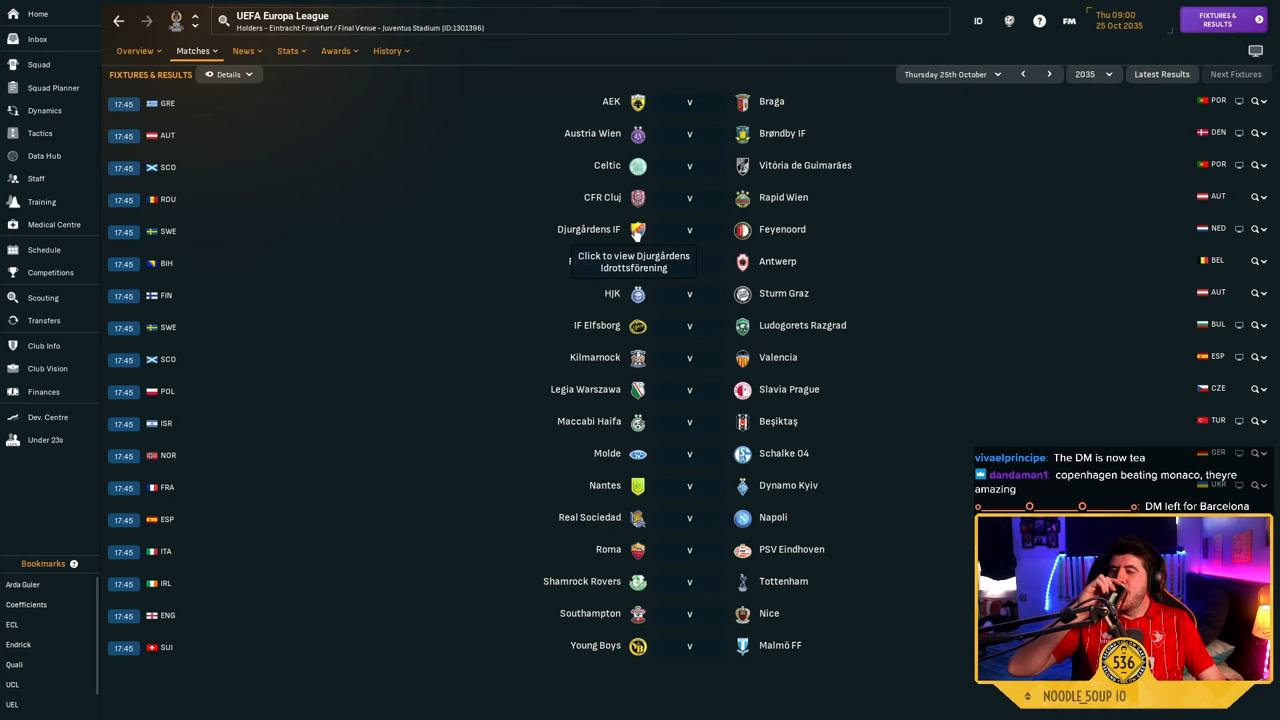 Home
Inbox
Squad
Squad Planner
Dynamics
Tactics
Data Hub
Staff
Training
Medical Centre
Schedule
Competitions
Scouting
Transfers
Club Info
Club Vision
Finances
Dev. Centre
Under 23s
Bookmarks ?
Arda Guler
Coefficients
ECL
Endrick
Quali
UCL
UEL
UEFA Europa League
Holders - Eintracht Frankfurt / Final Venue - Juventus Stadium (ID:1301396)
ID ? FM
Thu 09:00
25 Oct 2035
FIXTURES &
RESULTS
Overview Matches News Stats Awards History
FIXTURES & RESULTS Details Thursday 25th October 2035 Latest Results Next Fixtures
17:45 GRE AEK v Braga POR
17:45 AUT Austria Wien v Brøndby IF DEN
17:45 SCO Celtic v Vitória de Guimarães POR
17:45 ROU CFR Cluj v Rapid Wien AUT
17:45 SWE Djurgårdens IF v Feyenoord NED
17:45 BIH Antwerp BEL
Click to view Djurgårdens
Idrottsförening
17:45 FIN HJK v Sturm Graz AUT
17:45 SWE IF Elfsborg v Ludogorets Razgrad BUL
17:45 SCO Kilmarnock v Valencia ESP
17:45 POL Legia Warszawa v Slavia Prague CZE
17:45 ISR Maccabi Haifa v Beşiktaş TUR
17:45 NOR Molde v Schalke 04 GER
17:45 FRA Nantes v Dynamo Kyiv UKR
17:45 ESP Real Sociedad v Napoli
17:45 ITA Roma v PSV Eindhoven
17:45 IRL Shamrock Rovers v Tottenham
17:45 ENG Southampton v Nice
17:45 SUI Young Boys v Malmö FF
vivaelprincipe: The DM is now tea
dandaman1: copenhagen beating monaco, theyre
amazing
o_____o_____o_____o: DM left for Barcelona
536
NOODLE_5OUP 10